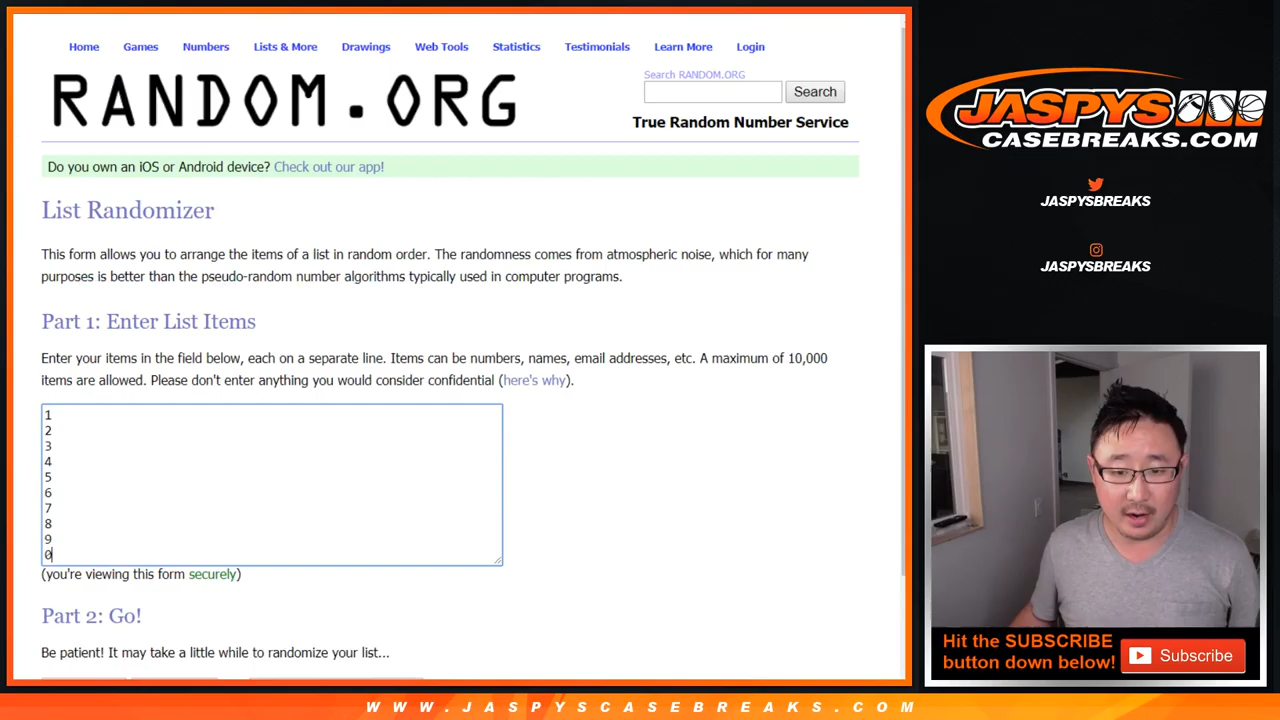 Home Games Numbers Lists & More Drawings Web Tools Statistics Testimonials Learn More Login
RANDOM.ORG
Search RANDOM.ORG
Search
True Random Number Service
Do you own an iOS or Android device? Check out our app!
List Randomizer
This form allows you to arrange the items of a list in random order. The randomness comes from atmospheric noise, which for many
purposes is better than the pseudo-random number algorithms typically used in computer programs.
Part 1: Enter List Items
Enter your items in the field below, each on a separate line. Items can be numbers, names, email addresses, etc. A maximum of 10,000
items are allowed. Please don't enter anything you would consider confidential (here's why).
1
2
3
4
5
6
7
8
9
0
(you're viewing this form securely)
Part 2: Go!
Be patient! It may take a little while to randomize your list...
JASPYS
CASEBREAKS.COM
JASPYSBREAKS
JASPYSBREAKS
Hit the SUBSCRIBE
button down below!
Subscribe
WWW.JASPYSCASEBREAKS.COM